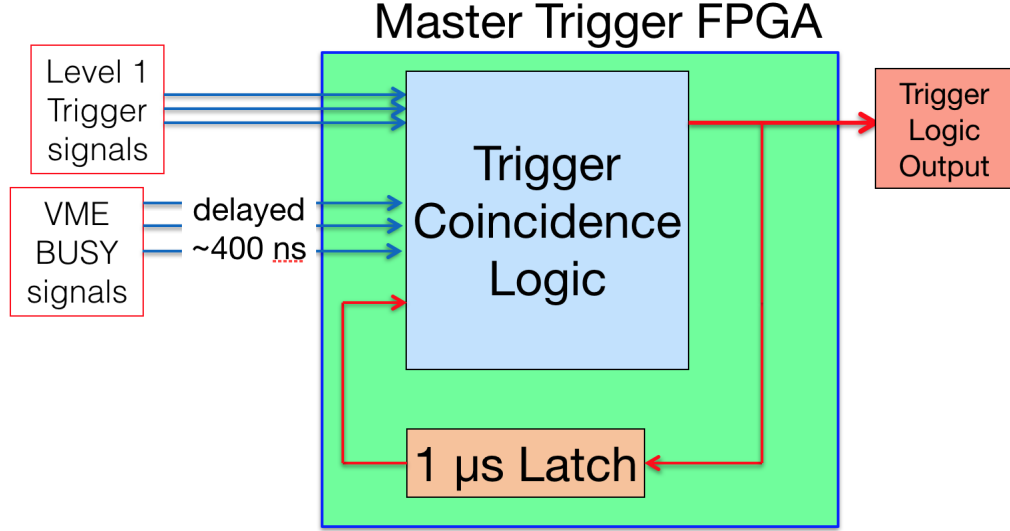 Master Trigger FPGA
Level 1
Trigger
signals
VME
BUSY
signals
delayed
~400 ns
Trigger
Coincidence
Logic
1 µs Latch
Trigger
Logic
Output